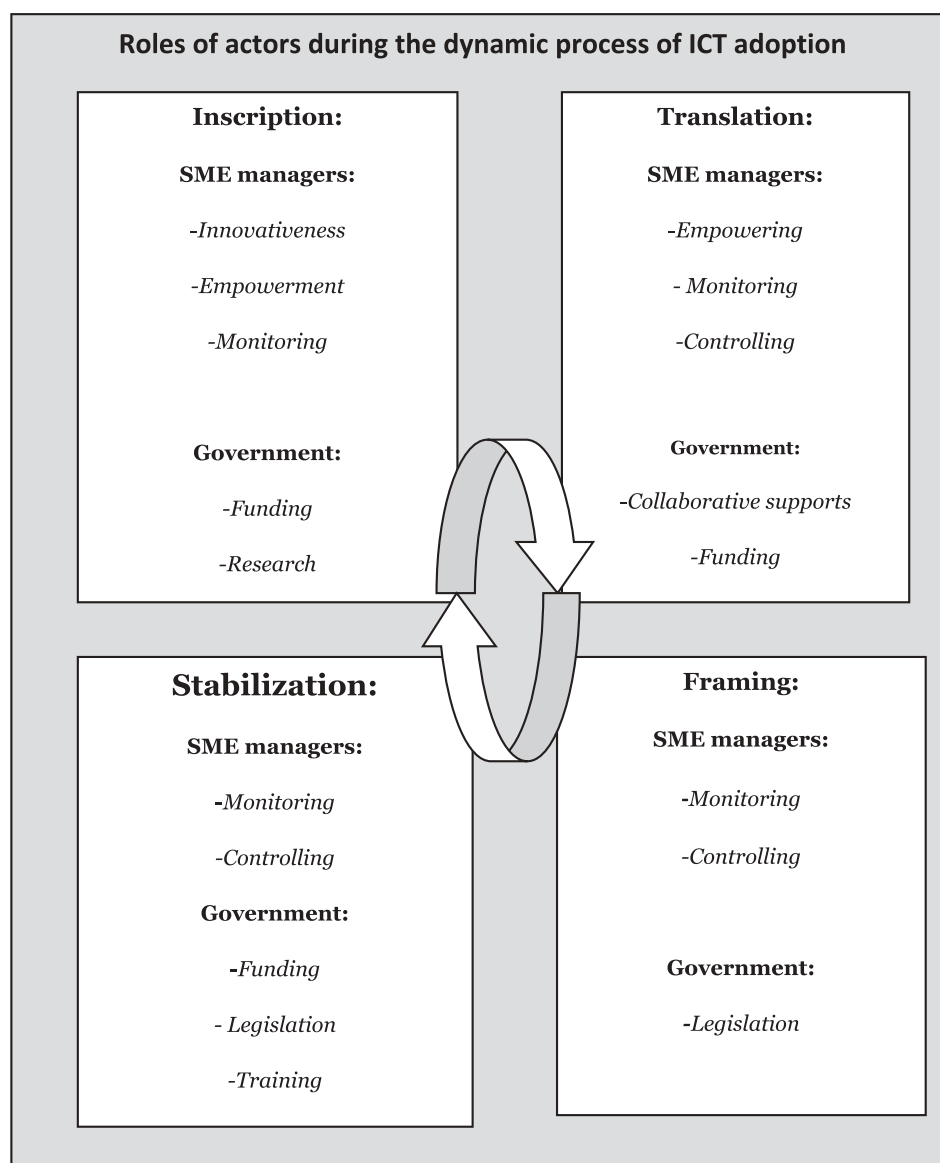 Roles of actors during the dynamic process of ICT adoption
Inscription:
SME managers:
-Innovativeness
-Empowerment
-Monitoring
Government:
-Funding
-Research
Translation:
SME managers:
-Empowering
- Monitoring
-Controlling
Government:
-Collaborative supports
-Funding
Stabilization:
SME managers:
-Monitoring
-Controlling
Government:
-Funding
- Legislation
-Training
Framing:
SME managers:
-Monitoring
-Controlling
Government:
-Legislation